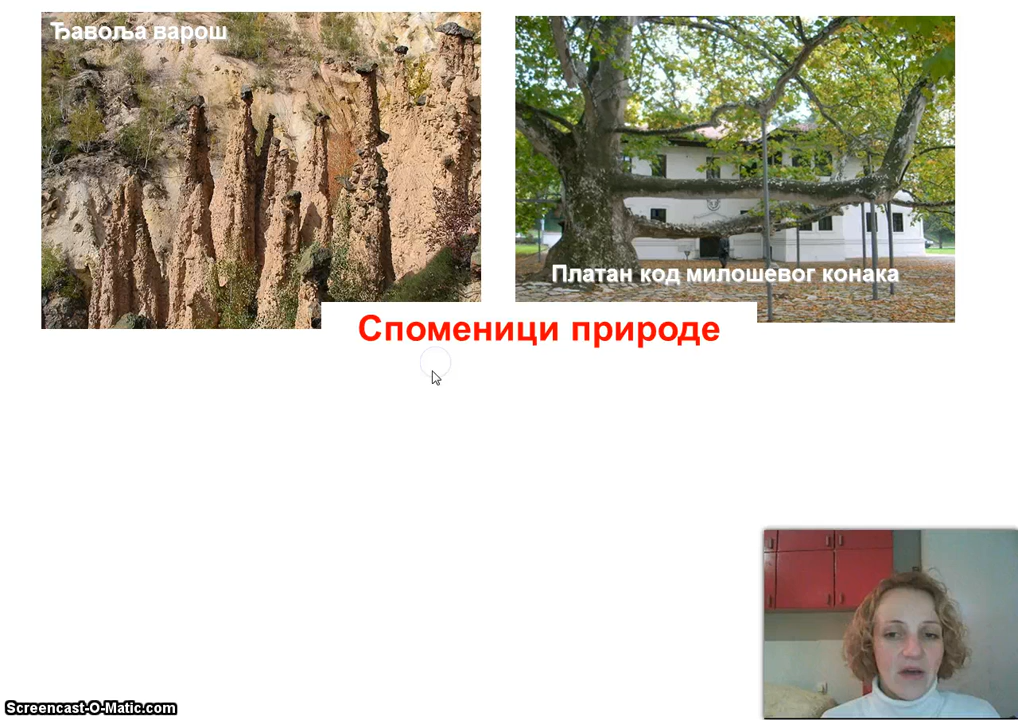 Ђавоља варош
Платан код милошевог конака
Споменици природе
Screencast-O-Matic.com